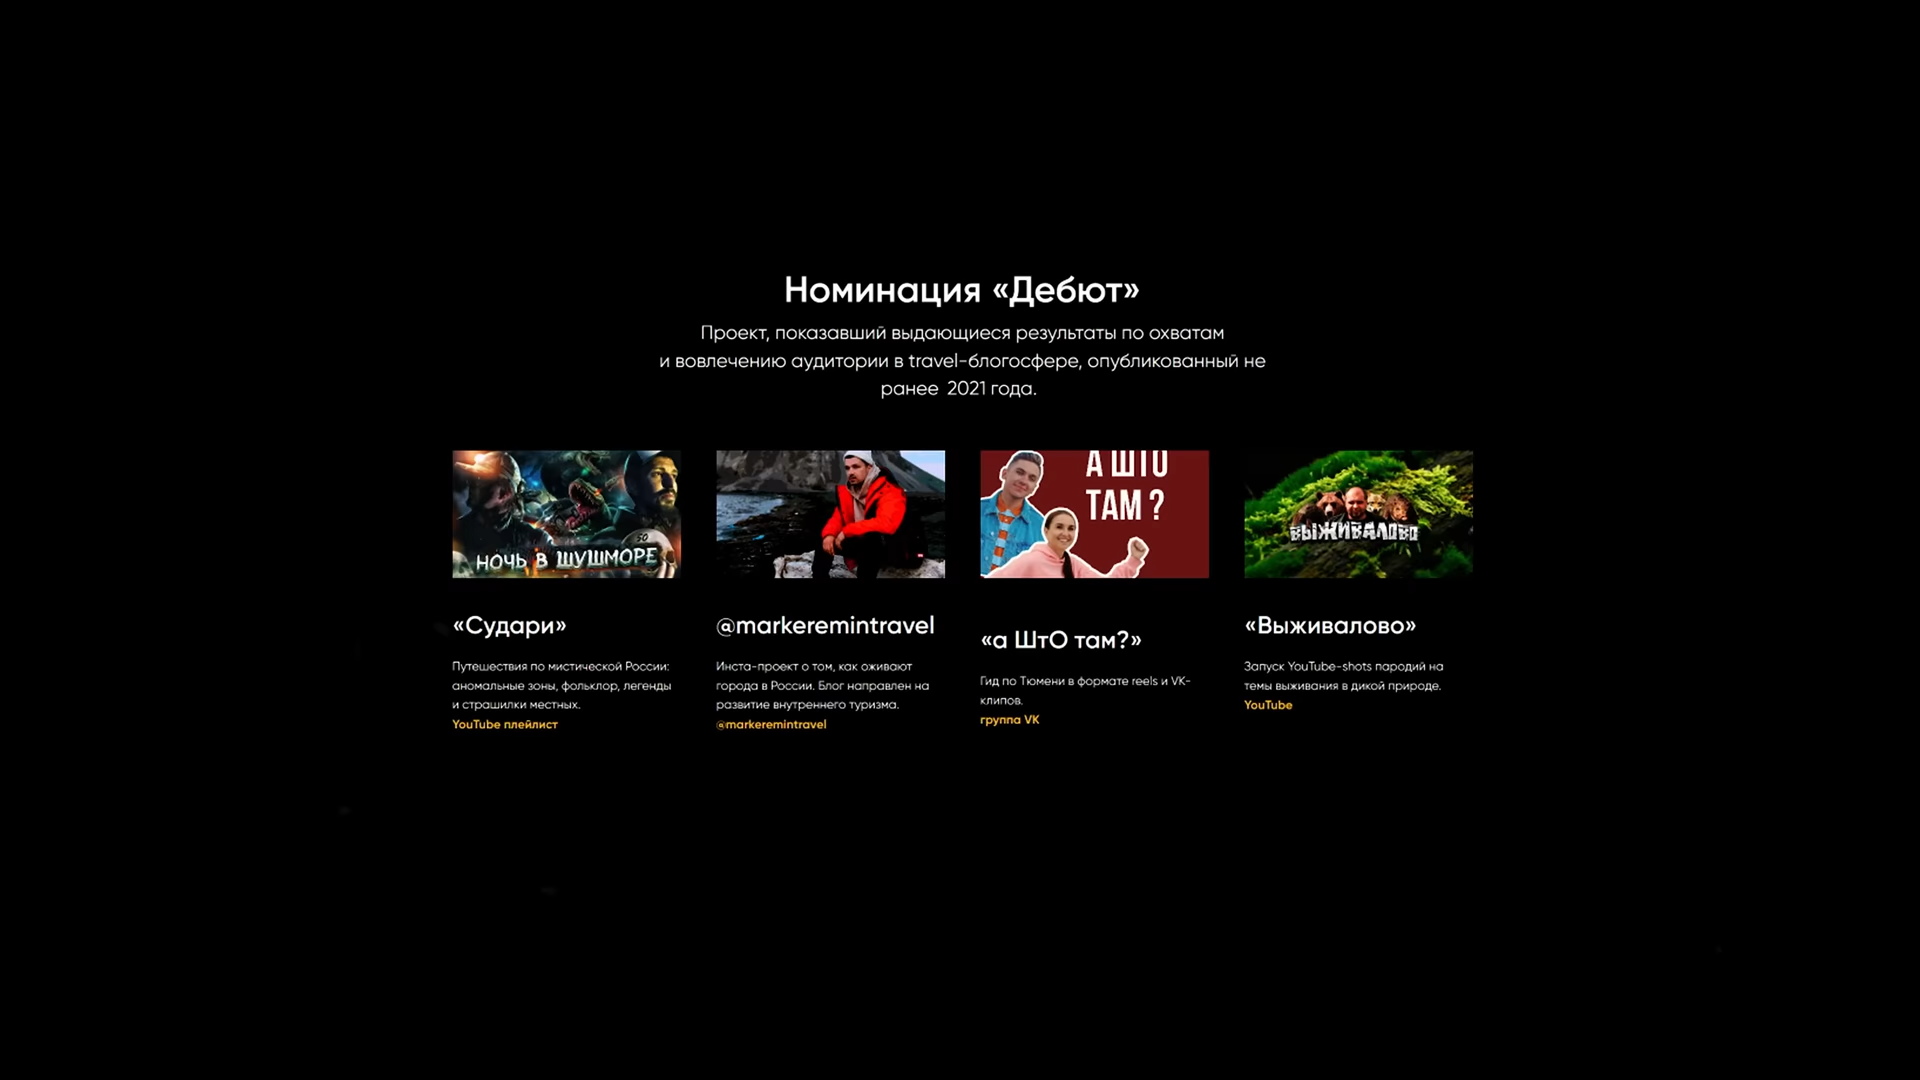 Номинация «Дебют»
Проект, показавший выдающиеся результаты по охватам
и вовлечению аудитории в travel-блогосфере, опубликованный не
ранее 2021 года.
НОЧЬ В ШУШМОРЕ
А ШТО
ТАМ ?
ВЫЖИВАЛОВО
«Судари»
Путешествия по мистической России:
аномальные зоны, фольклор, легенды
и страшилки местных.
YouTube плейлист
@markeremintravel
Инста-проект о том, как оживают
города в России. Блог направлен на
развитие внутреннего туризма.
@markeremintravel
«а ШтО там?»
Гид по Тюмени в формате reels и VK-
клипов.
группа VK
«Выживалово»
Запуск YouTube-shots пародий на
темы выживания в дикой природе.
YouTube